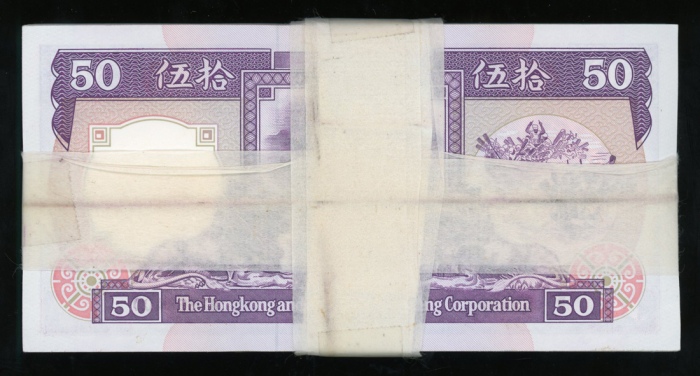 50 伍拾 伍拾 50
50 The Hongkong an ng Corporation 50